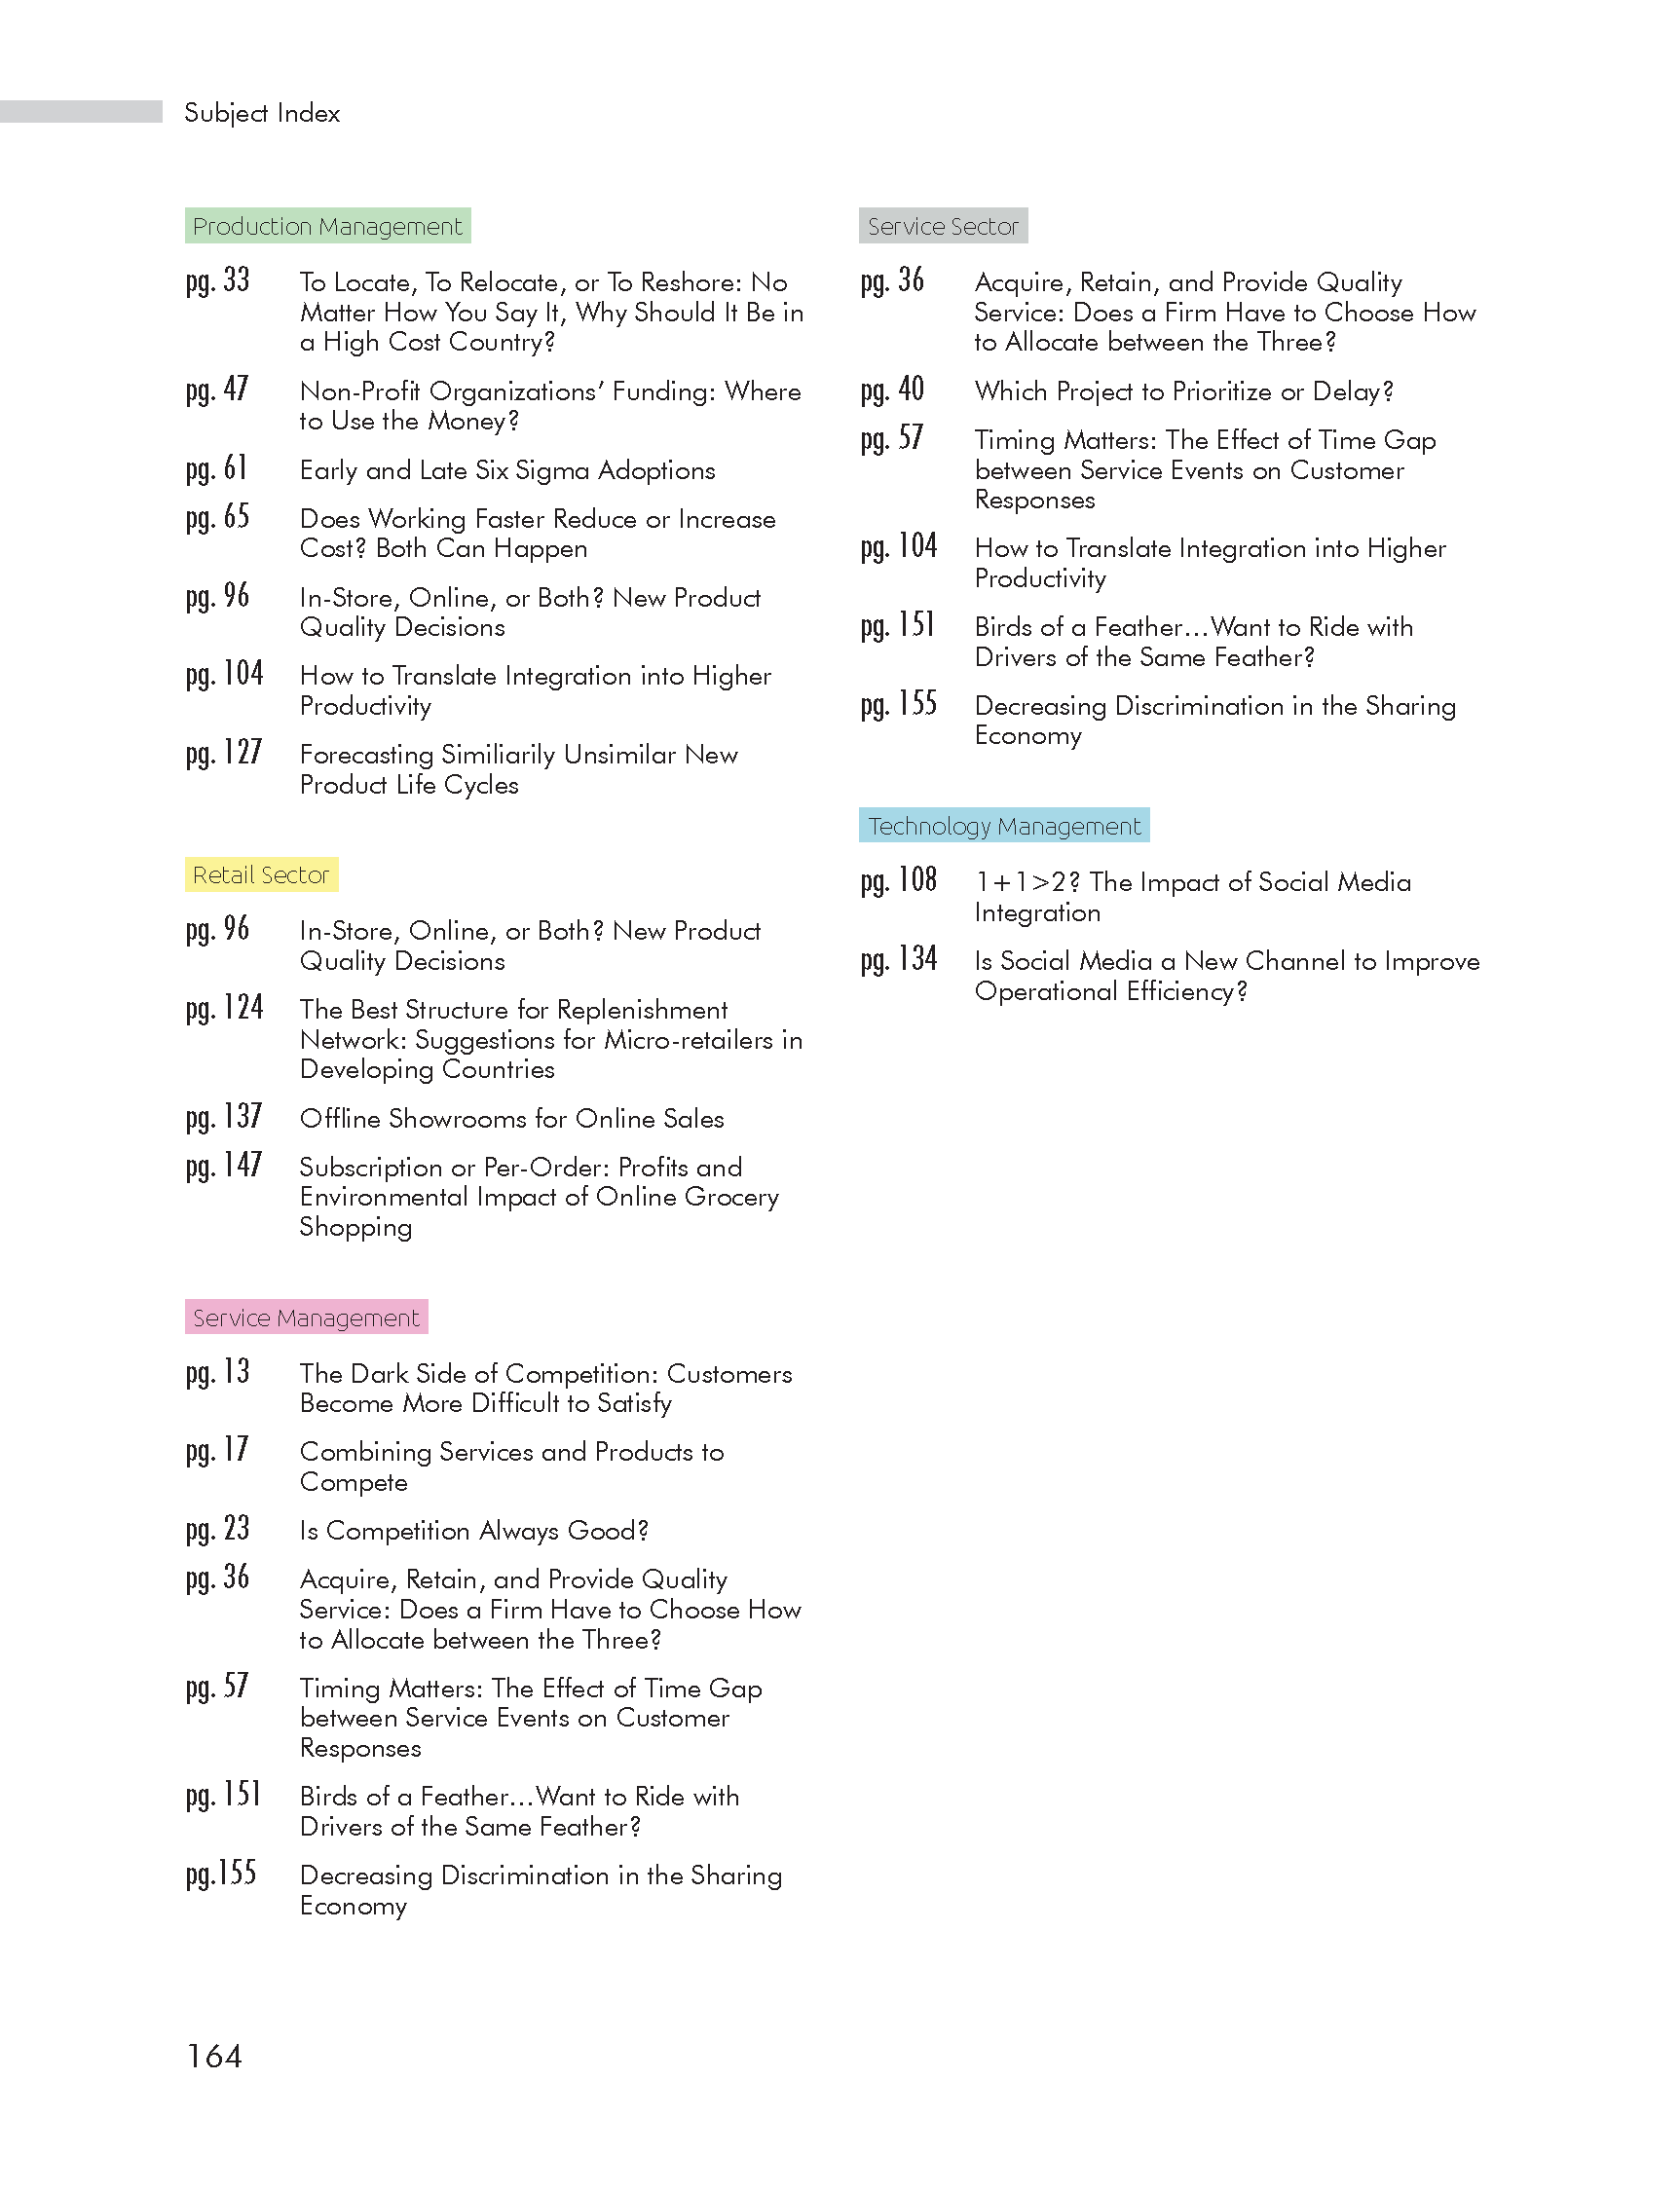 Subject Index
Production Management
pg. 33 To Locate, To Relocate, or To Reshore: No
Matter How You Say It, Why Should It Be in
a High Cost Country?
pg. 47 Non-Profit Organizations’ Funding: Where
to Use the Money?
pg. 61 Early and Late Six Sigma Adoptions
pg. 65 Does Working Faster Reduce or Increase
Cost? Both Can Happen
pg. 96 In-Store, Online, or Both? New Product
Quality Decisions
pg. 104 How to Translate Integration into Higher
Productivity
pg. 127 Forecasting Similiarily Unsimilar New
Product Life Cycles
Retail Sector
pg. 96 In-Store, Online, or Both? New Product
Quality Decisions
pg. 124 The Best Structure for Replenishment
Network: Suggestions for Micro-retailers in
Developing Countries
pg. 137 Offline Showrooms for Online Sales
pg. 147 Subscription or Per-Order: Profits and
Environmental Impact of Online Grocery
Shopping
Service Management
pg. 13 The Dark Side of Competition: Customers
Become More Difficult to Satisfy
pg. 17 Combining Services and Products to
Compete
pg. 23 Is Competition Always Good?
pg. 36 Acquire, Retain, and Provide Quality
Service: Does a Firm Have to Choose How
to Allocate between the Three?
pg. 57 Timing Matters: The Effect of Time Gap
between Service Events on Customer
Responses
pg. 151 Birds of a Feather...Want to Ride with
Drivers of the Same Feather?
pg.155 Decreasing Discrimination in the Sharing
Economy
Service Sector
pg. 36 Acquire, Retain, and Provide Quality
Service: Does a Firm Have to Choose How
to Allocate between the Three?
pg. 40 Which Project to Prioritize or Delay?
pg. 57 Timing Matters: The Effect of Time Gap
between Service Events on Customer
Responses
pg. 104 How to Translate Integration into Higher
Productivity
pg. 151 Birds of a Feather...Want to Ride with
Drivers of the Same Feather?
pg. 155 Decreasing Discrimination in the Sharing
Economy
Technology Management
pg. 108 1+1>2? The Impact of Social Media
Integration
pg. 134 Is Social Media a New Channel to Improve
Operational Efficiency?
164